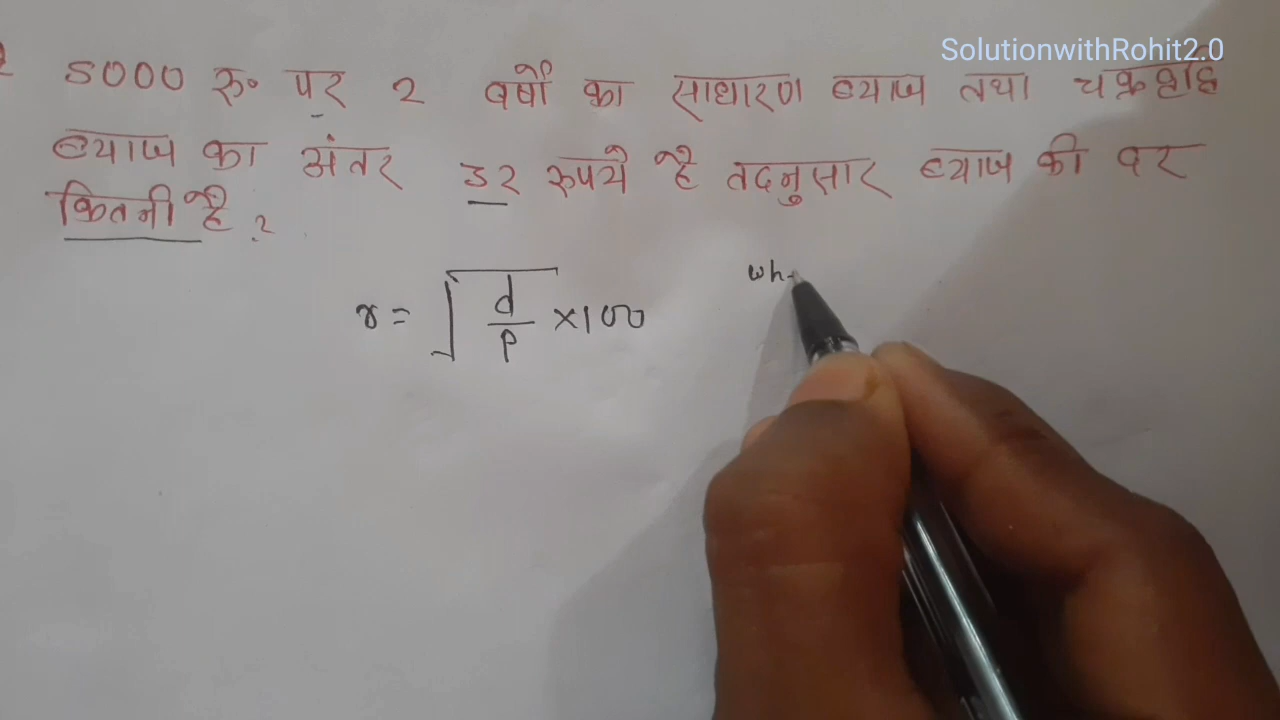 SolutionwithRohit2.0
5000 रु० पर 2 वर्षों का साधारण ब्याज तथा चक्रवृद्धि
ब्याज का अंतर 32 रुपये है तदनुसार ब्याज की दर
कितनी है ?
r = √(d/P) ×100
wh